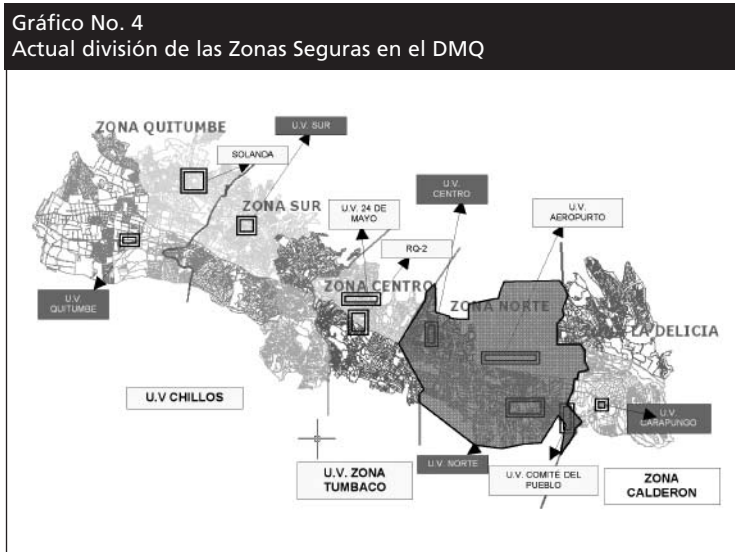 Gráfico No. 4
Actual división de las Zonas Seguras en el DMQ
ZONA QUITUMBE
U.V. SUR
SOLANDA
ZONA SUR
U.V. 24 DE
MAYO
U.V.
CENTRO
U.V.
AEROPURTO
RQ-2
ZONA CENTRO
ZONA NORTE
LA DELICIA
U.V.
QUITUMBE
U.V CHILLOS
U.V.
CARAPUNGO
U.V. ZONA
TUMBACO
U.V. NORTE
U.V. COMITÉ DEL
PUEBLO
ZONA
CALDERON